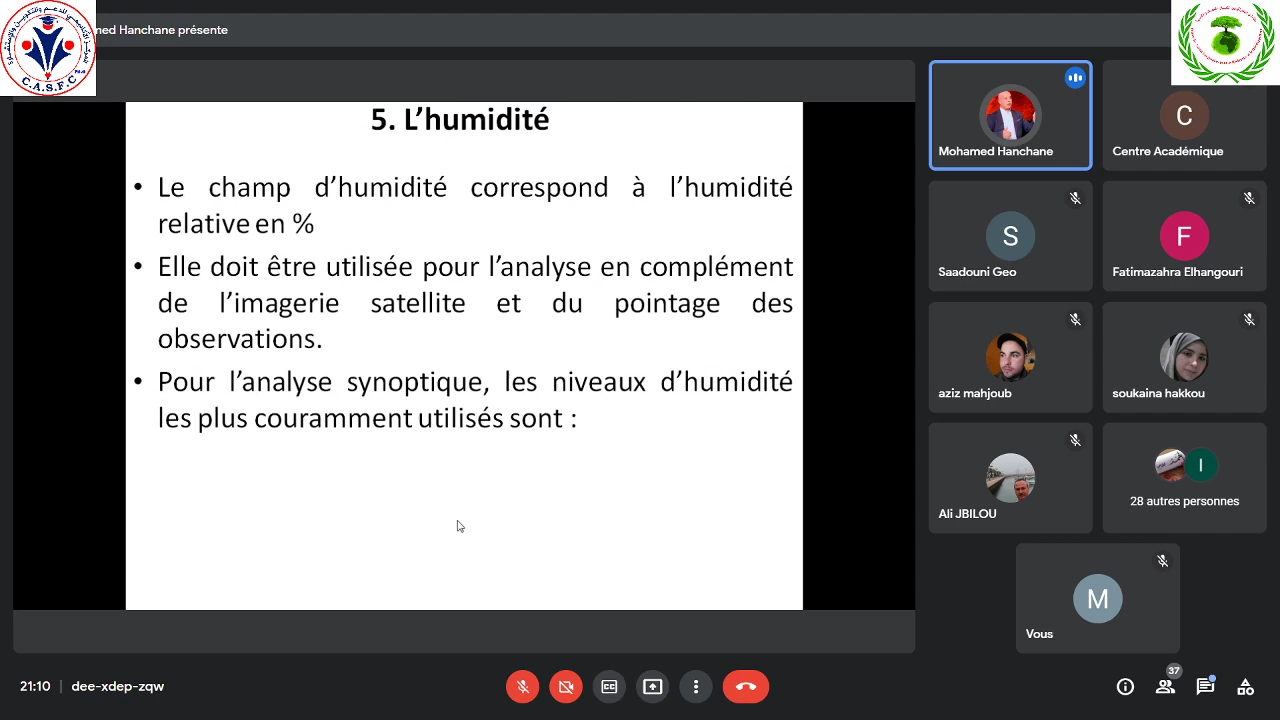 med Hanchane présente
C.A.S.F.C
5. L’humidité
• Le champ d’humidité correspond à l’humidité
relative en %
• Elle doit être utilisée pour l’analyse en complément
de l’imagerie satellite et du pointage des
observations.
• Pour l’analyse synoptique, les niveaux d’humidité
les plus couramment utilisés sont :
Mohamed Hanchane
C
Centre Académique
S
Saadouni Geo
F
Fatimazahra Elhangouri
aziz mahjoub
soukaina hakkou
Ali JBILOU
I
28 autres personnes
M
Vous
21:10 | dee-xdep-zqw
CC
37